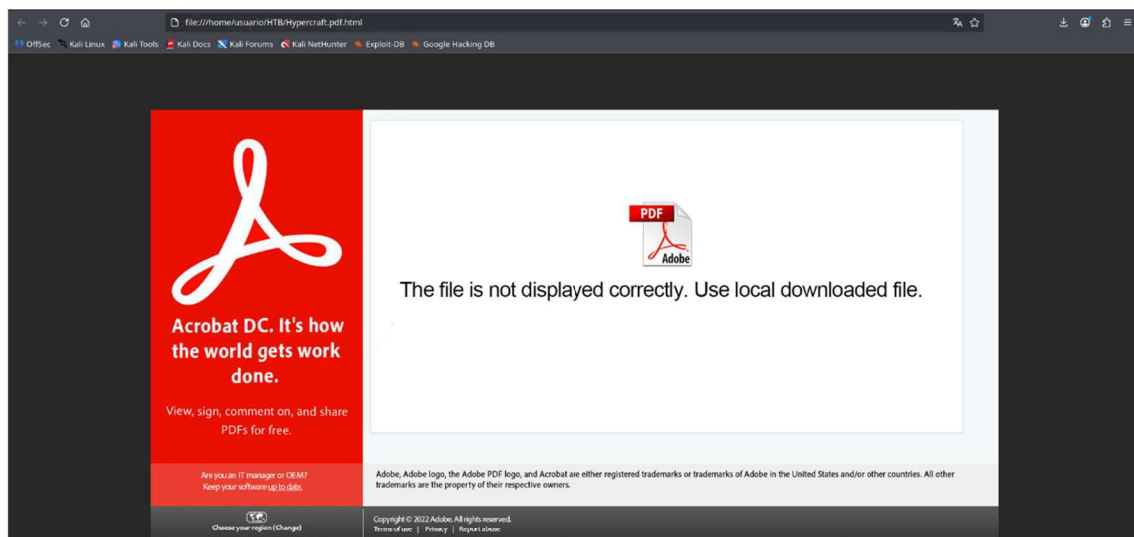 file:///home/usuario/HTB/Hypercraft.pdf.html
OffSec Kali Linux Kali Tools Kali Docs Kali Forums Kali NetHunter Exploit-DB Google Hacking DB
Acrobat DC. It's how
the world gets work
done.
View, sign, comment on, and share
PDFs for free.
Are you an IT manager or OEM?
Keep your software up to date.
Choose your region (Change)
PDF
Adobe
The file is not displayed correctly. Use local downloaded file.
Adobe, Adobe logo, the Adobe PDF logo, and Acrobat are either registered trademarks or trademarks of Adobe in the United States and/or other countries. All other
trademarks are the property of their respective owners.
Copyright © 2022 Adobe. All rights reserved.
Terms of use | Privacy | Report abuse